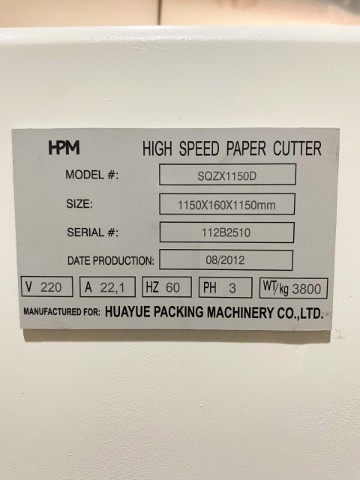 HPM HIGH SPEED PAPER CUTTER
MODEL #: SQZX1150D
SIZE: 1150X160X1150mm
SERIAL #: 112B2510
DATE PRODUCTION: 08/2012
V 220 A 22,1 HZ 60 PH 3 WT/kg 3800
MANUFACTURED FOR: HUAYUE PACKING MACHINERY CO.,LTD.